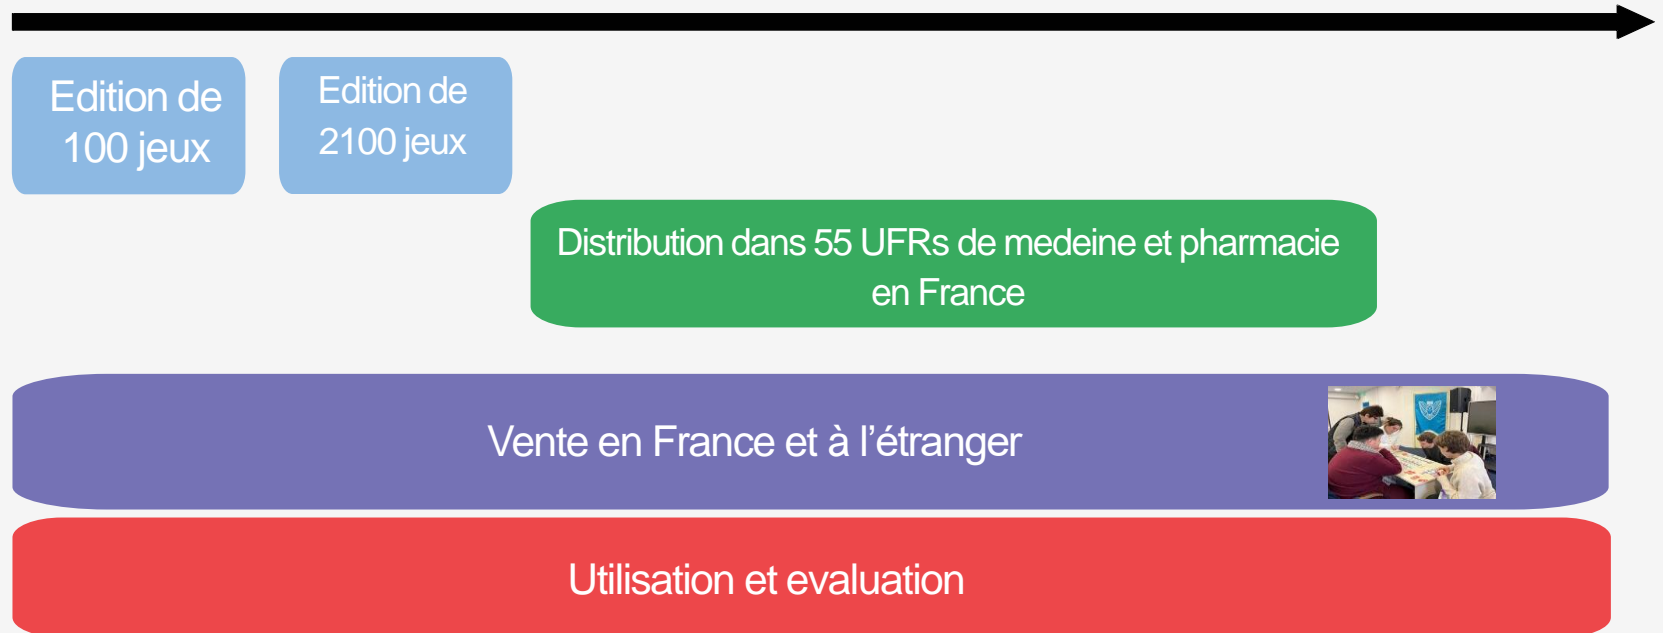 Edition de
100 jeux
Edition de
2100 jeux
Distribution dans 55 UFRs de medeine et pharmacie
en France
Vente en France et à l’étranger
Utilisation et evaluation